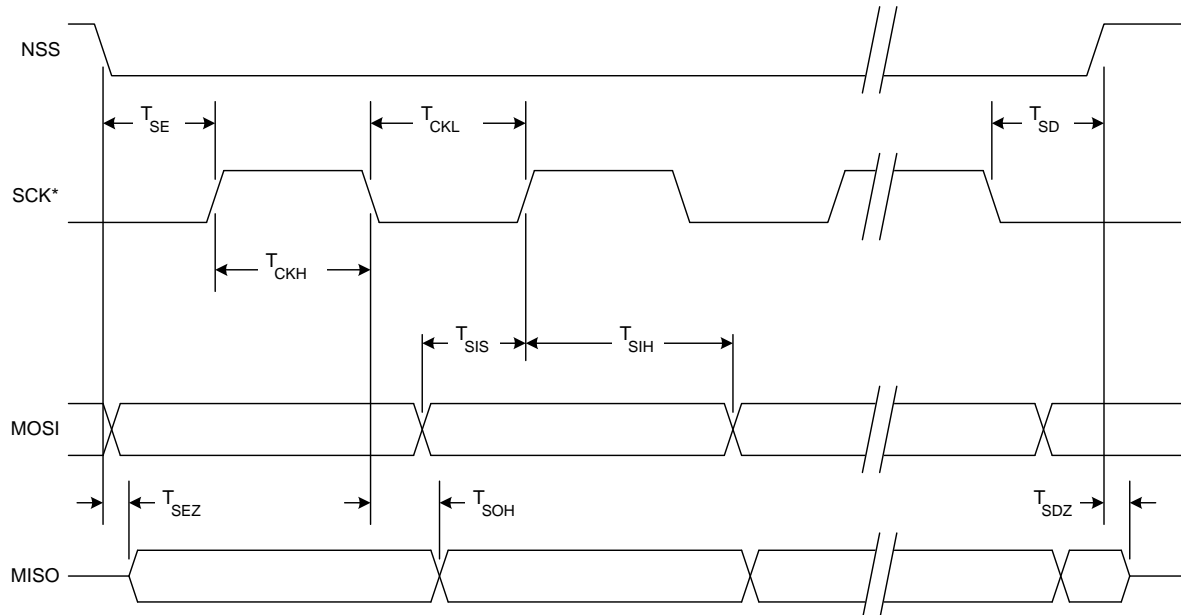 NSS
T_SE
T_CKL
T_SD
SCK*
T_CKH
T_SIS
T_SIH
MOSI
T_SEZ
T_SOH
T_SDZ
MISO